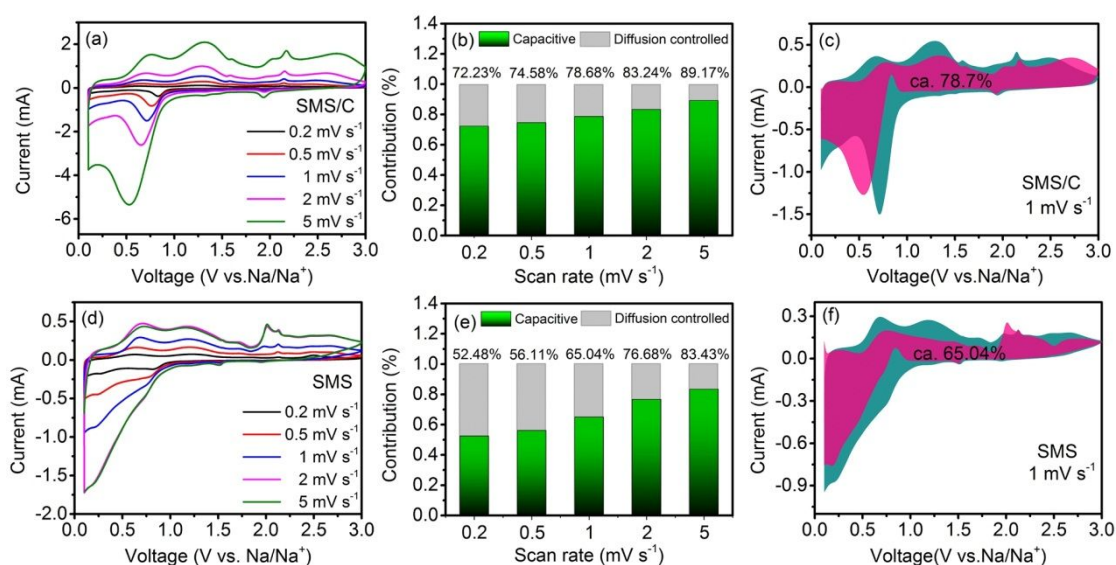 (a)
SMS/C
0.2 mV s⁻¹
0.5 mV s⁻¹
1 mV s⁻¹
2 mV s⁻¹
5 mV s⁻¹
2
0
-2
-4
-6
Current (mA)
0.0 0.5 1.0 1.5 2.0 2.5 3.0
Voltage (V vs.Na/Na⁺)
(b)
Capacitive Diffusion controlled
72.23% 74.58% 78.68% 83.24% 89.17%
1.4
1.2
1.0
0.8
0.6
0.4
0.2
0.0
Contribution (%)
0.2 0.5 1 2 5
Scan rate (mV s⁻¹)
(c)
ca. 78.7%
SMS/C
1 mV s⁻¹
0.5
0.0
-0.5
-1.0
-1.5
Current (mA)
0.0 0.5 1.0 1.5 2.0 2.5 3.0
Voltage(V vs.Na/Na⁺)
(d)
SMS
0.2 mV s⁻¹
0.5 mV s⁻¹
1 mV s⁻¹
2 mV s⁻¹
5 mV s⁻¹
0.5
0.0
-0.5
-1.0
-1.5
-2.0
Current (mA)
0.0 0.5 1.0 1.5 2.0 2.5 3.0
Voltage (V vs. Na/Na⁺)
(e)
Capacitive Diffusion controlled
52.48% 56.11% 65.04% 76.68% 83.43%
1.4
1.2
1.0
0.8
0.6
0.4
0.2
0.0
Contribution (%)
0.2 0.5 1 2 5
Scan rate (mV s⁻¹)
(f)
ca. 65.04%
SMS
1 mV s⁻¹
0.3
0.0
-0.3
-0.6
-0.9
Current (mA)
0.0 0.5 1.0 1.5 2.0 2.5 3.0
Voltage(V vs.Na/Na⁺)